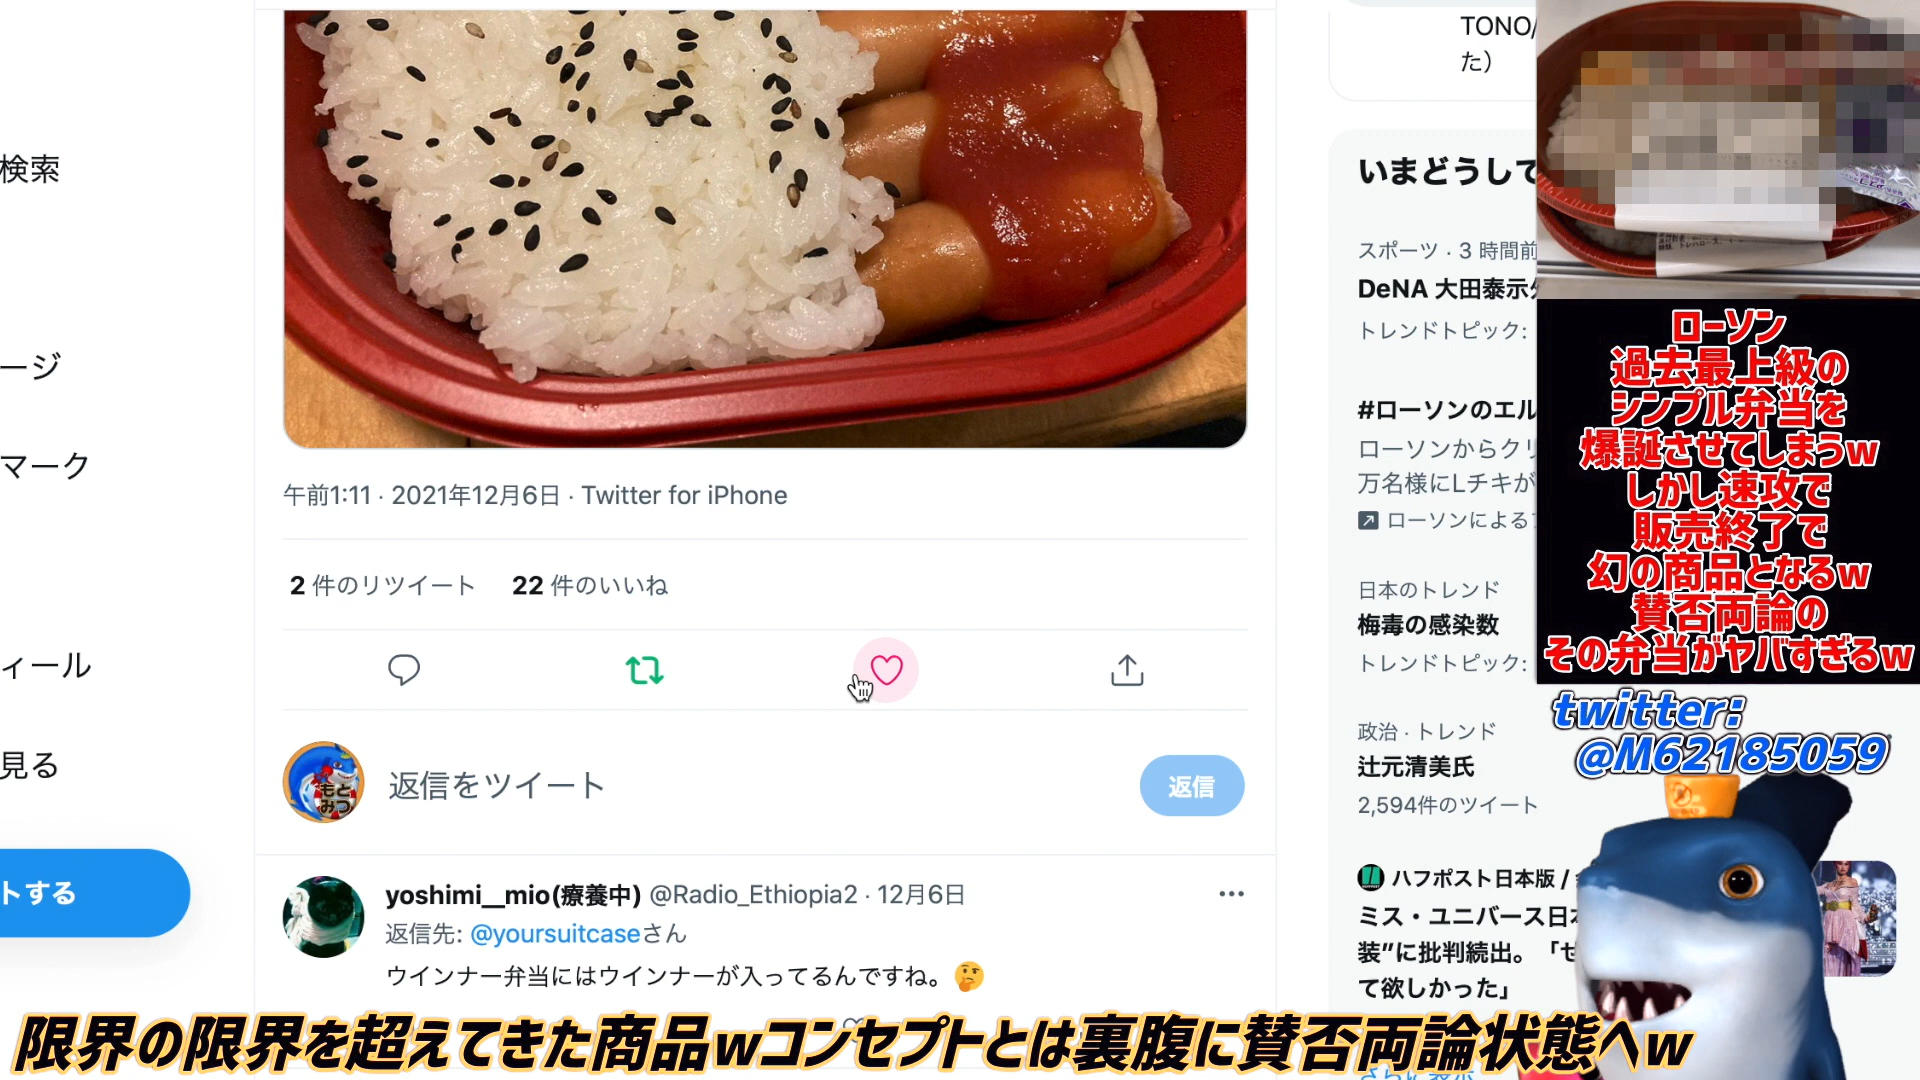 検索
ージ
マーク
ィール
見る
トする
午前1:11 · 2021年12月6日 · Twitter for iPhone
2 件のリツイート 22 件のいいね
返信をツイート
返信
もと
みつ
yoshimi__mio(療養中) @Radio_Ethiopia2 · 12月6日
返信先: @yoursuitcaseさん
ウインナー弁当にはウインナーが入ってるんですね。🤔
TONO/
た）
いまどうして
スポーツ · 3 時間前
DeNA 大田泰示
トレンドトピック:
#ローソンのエル
ローソンからクリ
万名様にLチキが
ローソンによる
日本のトレンド
梅毒の感染数
トレンドトピック:
政治 · トレンド
辻元清美氏
2,594件のツイート
ハフポスト日本版 /
ミス・ユニバース日
装”に批判続出。「せ
て欲しかった」
ローソン
過去最上級の
シンプル弁当を
爆誕させてしまうw
しかし速攻で
販売終了で
幻の商品となるw
賛否両論の
その弁当がヤバすぎるw
twitter:
@M62185059
限界の限界を超えてきた商品wコンセプトとは裏腹に賛否両論状態へw